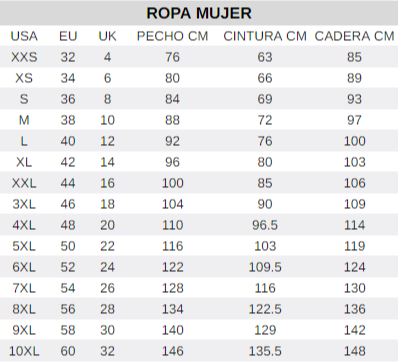 ROPA MUJER
USA EU UK PECHO CM CINTURA CM CADERA CM
XXS 32 4 76 63 85
XS 34 6 80 66 89
S 36 8 84 69 93
M 38 10 88 72 97
L 40 12 92 76 100
XL 42 14 96 80 103
XXL 44 16 100 85 106
3XL 46 18 104 90 109
4XL 48 20 110 96.5 114
5XL 50 22 116 103 119
6XL 52 24 122 109.5 124
7XL 54 26 128 116 130
8XL 56 28 134 122.5 136
9XL 58 30 140 129 142
10XL 60 32 146 135.5 148